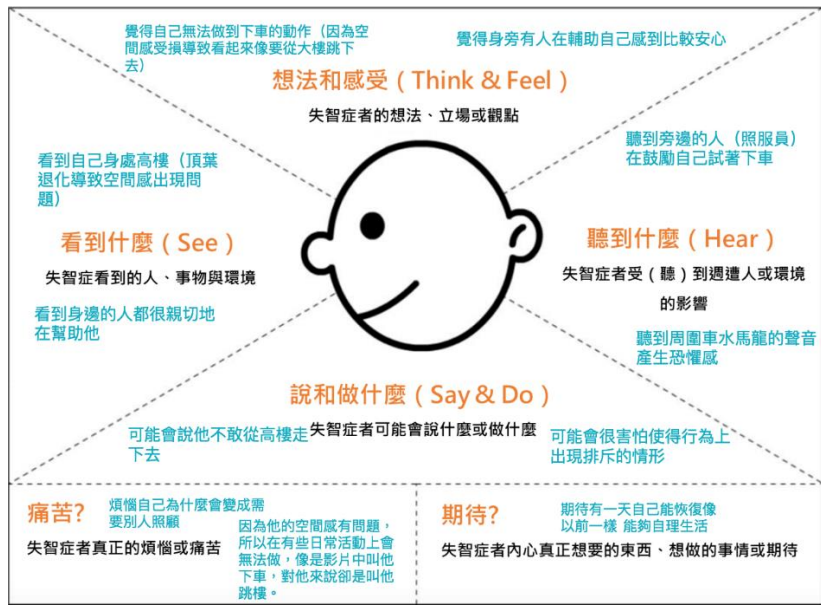 覺得自己無法做到下車的動作（因為空
間感受損導致看起來像要從大樓跳下
去）
覺得身旁有人在輔助自己感到比較安心
想法和感受（Think & Feel）
失智症者的想法、立場或觀點
看到自己身處高樓（頂葉
退化導致空間感出現問
題）
看到什麼（See）
失智症看到的人、事物與環境
看到身邊的人都很親切地
在幫助他
聽到旁邊的人（照服員）
在鼓勵自己試著下車
聽到什麼（Hear）
失智症者受（聽）到週遭人或環境
的影響
聽到周圍車水馬龍的聲音
產生恐懼感
說和做什麼（Say & Do）
失智症者可能會說什麼或做什麼
可能會說他不敢從高樓走
下去
可能會很害怕使得行為上
出現排斥的情形
痛苦?
煩惱自己為什麼會變成需
要別人照顧
失智症者真正的煩惱或痛苦
因為他的空間感有問題，
所以在有些日常活動上會
無法做，像是影片中叫他
下車，對他來說卻是叫他
跳樓。
期待?
期待有一天自己能恢復像
以前一樣 能夠自理生活
失智症者內心真正想要的東西、想做的事情或期待